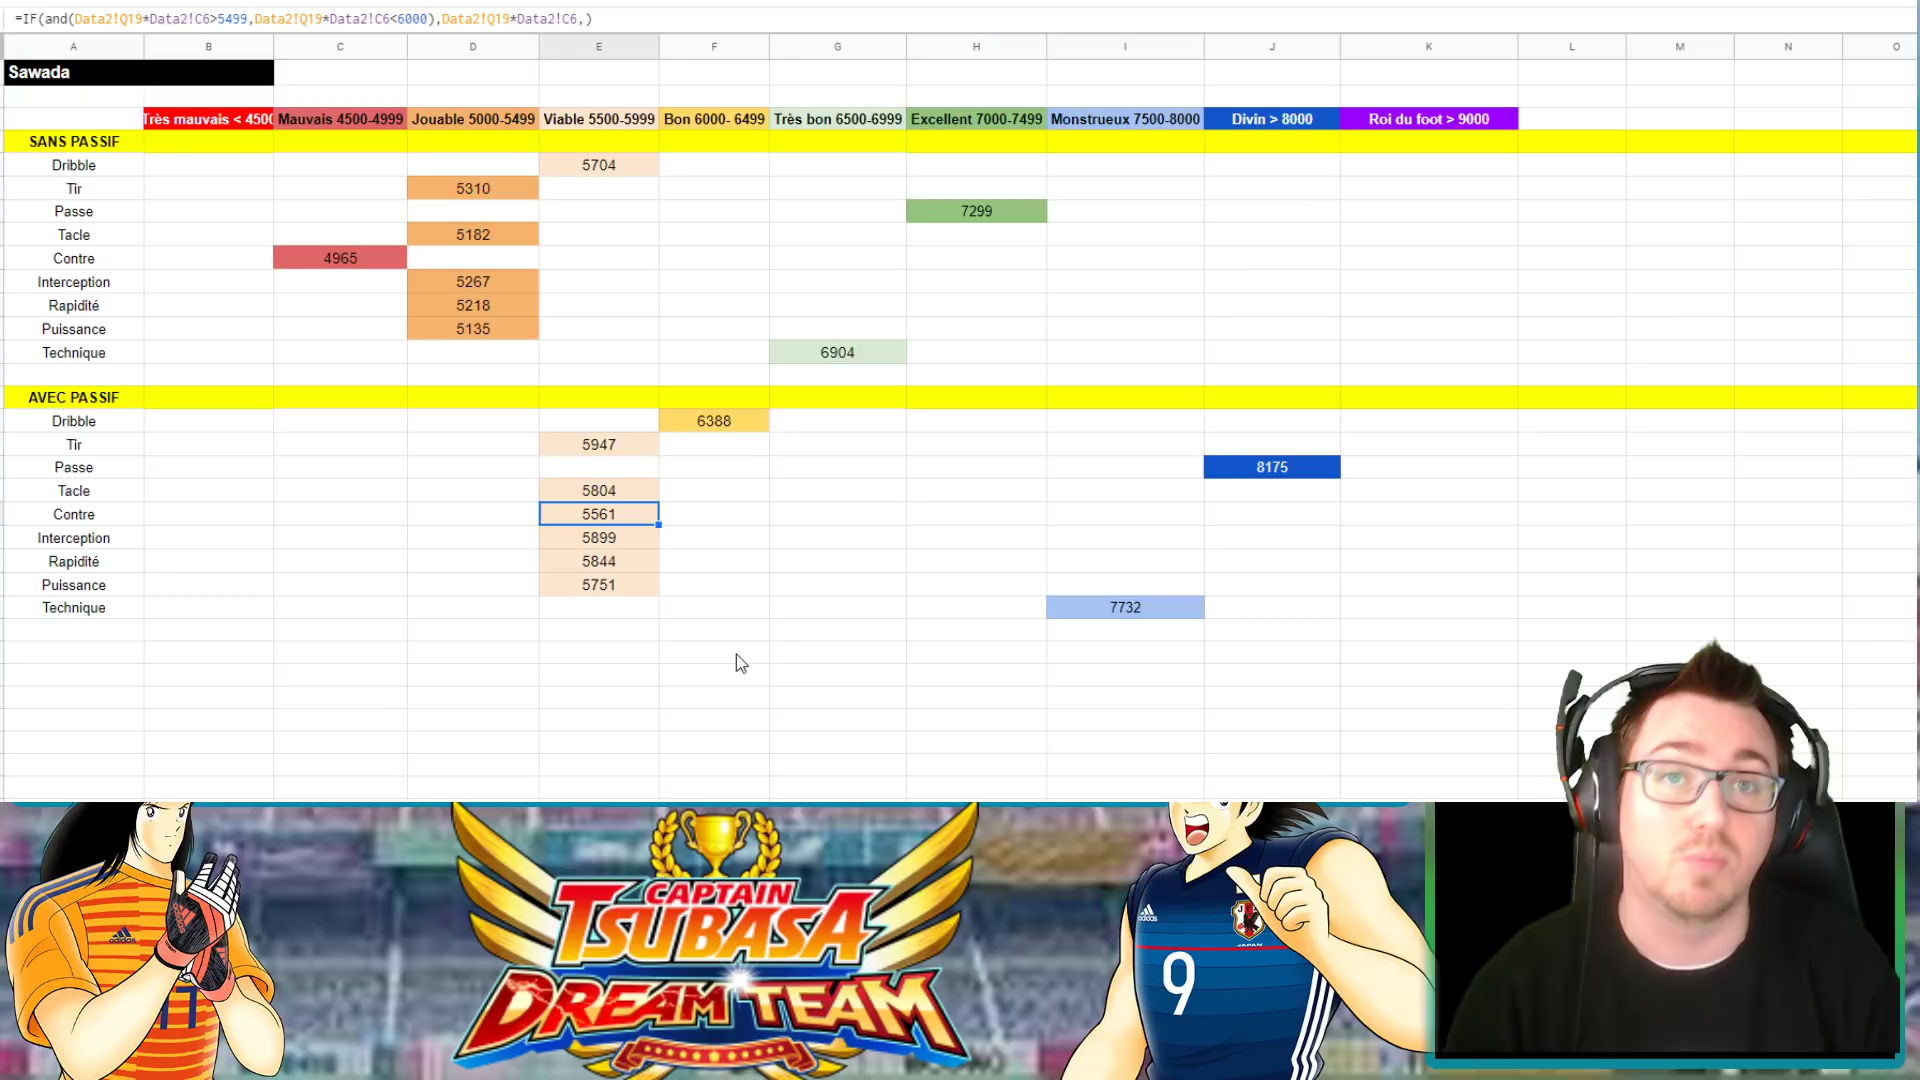 =IF(and(Data2!Q19*Data2!C6>5499,Data2!Q19*Data2!C6<6000),Data2!Q19*Data2!C6,)
A B C D E F G H I J K L M N O
Sawada
Très mauvais < 4500 Mauvais 4500-4999 Jouable 5000-5499 Viable 5500-5999 Bon 6000- 6499 Très bon 6500-6999 Excellent 7000-7499 Monstrueux 7500-8000 Divin > 8000 Roi du foot > 9000
SANS PASSIF
Dribble 5704
Tir 5310
Passe 7299
Tacle 5182
Contre 4965
Interception 5267
Rapidité 5218
Puissance 5135
Technique 6904
AVEC PASSIF
Dribble 6388
Tir 5947
Passe 8175
Tacle 5804
Contre 5561
Interception 5899
Rapidité 5844
Puissance 5751
Technique 7732
CAPTAIN
TSUBASA
DREAM TEAM
adidas
adidas
JAPAN
9